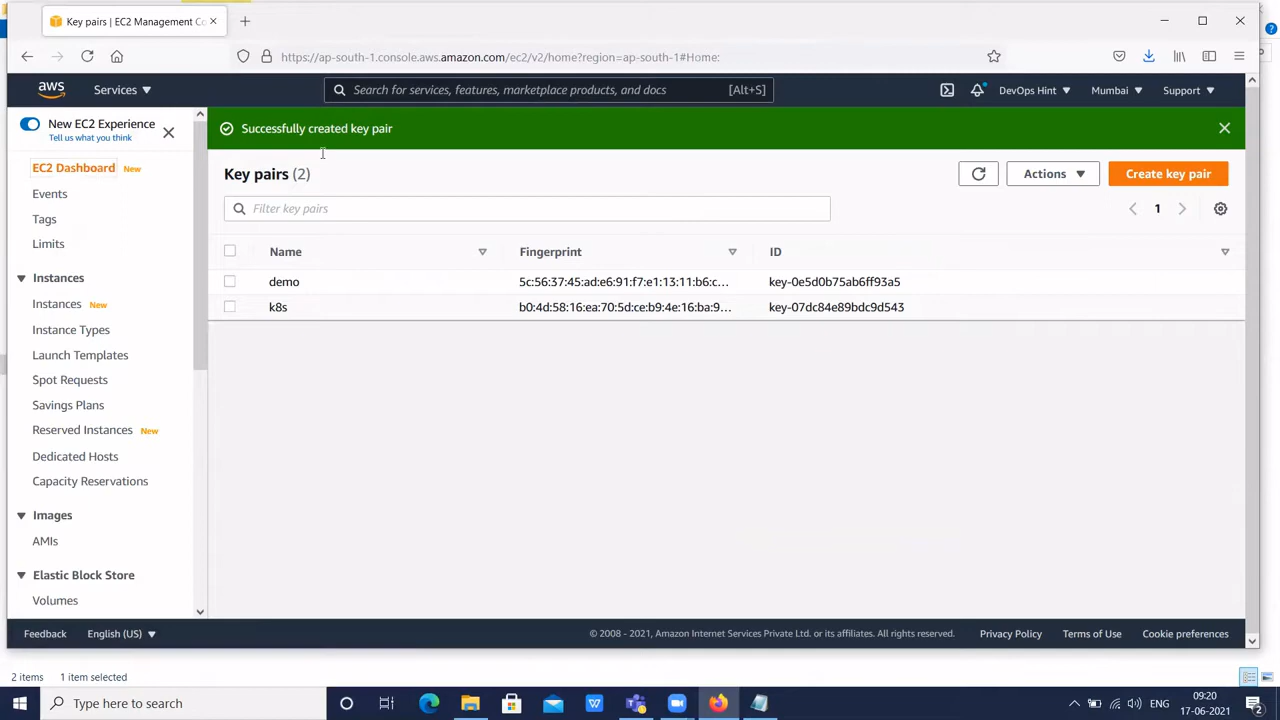 Key pairs | EC2 Management Co
https://ap-south-1.console.aws.amazon.com/ec2/v2/home?region=ap-south-1#Home:
aws Services Search for services, features, marketplace products, and docs [Alt+S] DevOps Hint Mumbai Support
New EC2 Experience
Tell us what you think
EC2 Dashboard New
Events
Tags
Limits
Instances
Instances New
Instance Types
Launch Templates
Spot Requests
Savings Plans
Reserved Instances New
Dedicated Hosts
Capacity Reservations
Images
AMIs
Elastic Block Store
Volumes
Successfully created key pair
Key pairs (2) Actions Create key pair
Filter key pairs 1
Name Fingerprint ID
demo 5c:56:37:45:ad:e6:91:f7:e1:13:11:b6:c... key-0e5d0b75ab6ff93a5
k8s b0:4d:58:16:ea:70:5d:ce:b9:4e:16:ba:9... key-07dc84e89bdc9d543
Feedback English (US) © 2008 - 2021, Amazon Internet Services Private Ltd. or its affiliates. All rights reserved. Privacy Policy Terms of Use Cookie preferences
2 items 1 item selected
Type here to search ENG 09:20
17-06-2021 2